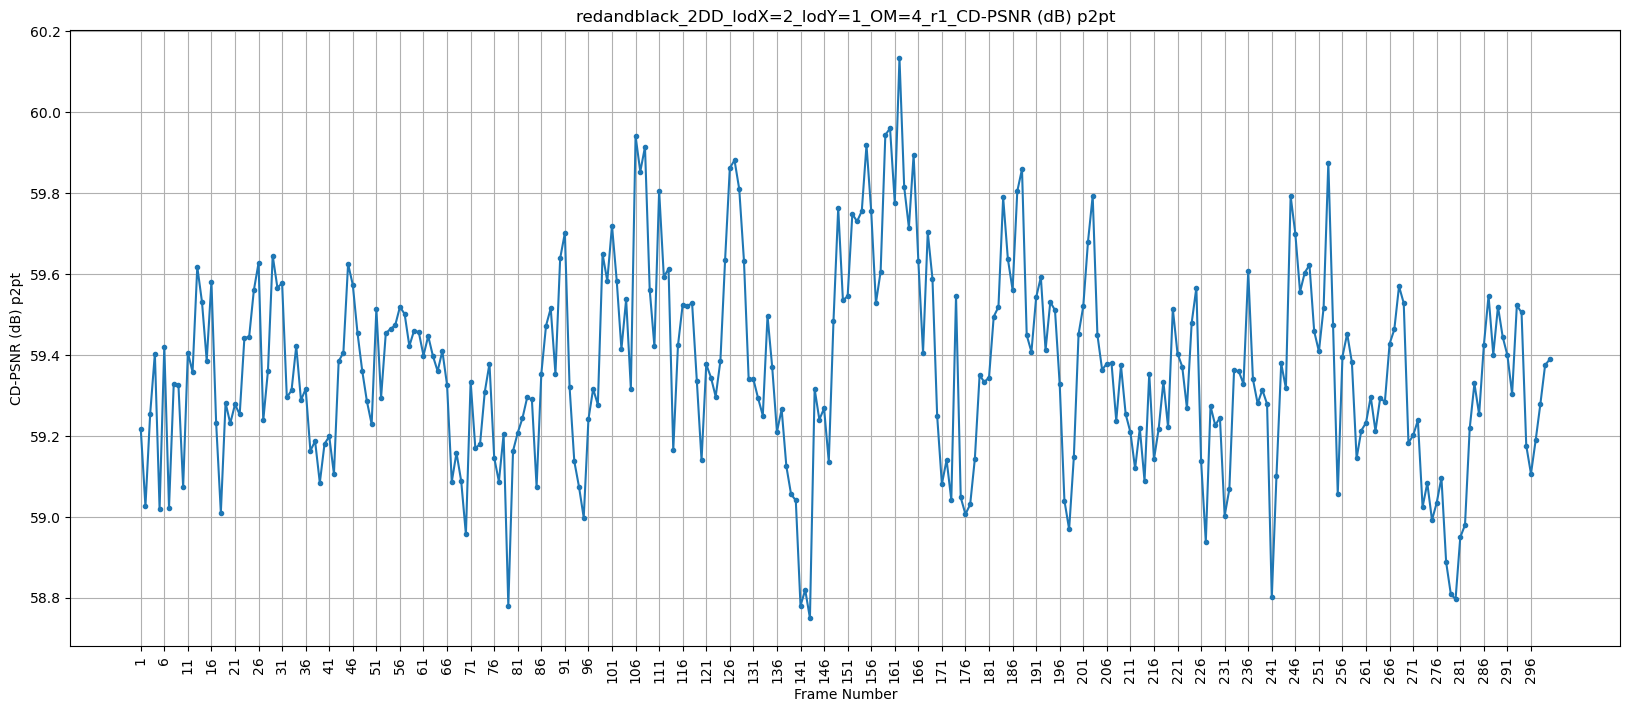 redandblack_2DD_lodX=2_lodY=1_OM=4_r1_CD-PSNR (dB) p2pt
60.2
60.0
59.8
59.6
59.4
59.2
59.0
58.8
CD-PSNR (dB) p2pt
1 6 11 16 21 26 31 36 41 46 51 56 61 66 71 76 81 86 91 96 101 106 111 116 121 126 131 136 141 146 151 156 161 166 171 176 181 186 191 196 201 206 211 216 221 226 231 236 241 246 251 256 261 266 271 276 281 286 291 296
Frame Number